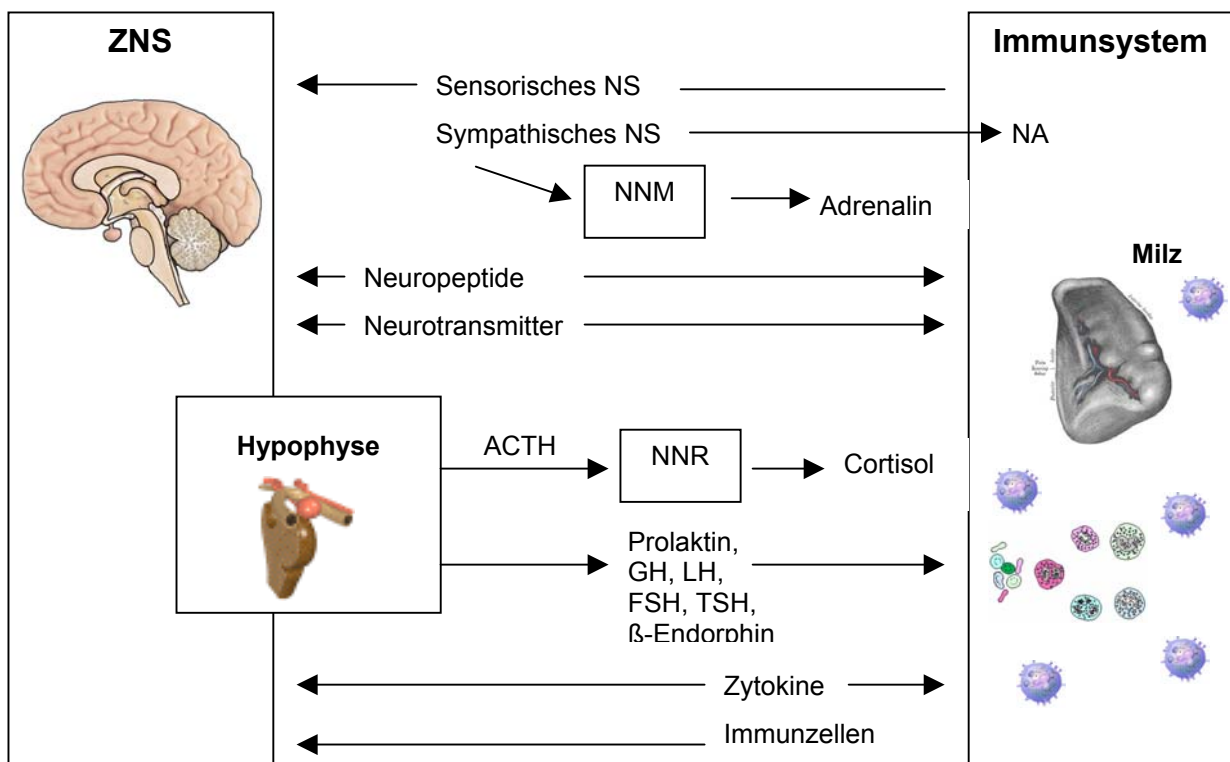 ZNS
Immunsystem
Sensorisches NS
Sympathisches NS
NA
NNM
Adrenalin
Milz
Neuropeptide
Neurotransmitter
Hypophyse
ACTH
NNR
Cortisol
Prolaktin,
GH, LH,
FSH, TSH,
ß-Endorphin
Zytokine
Immunzellen